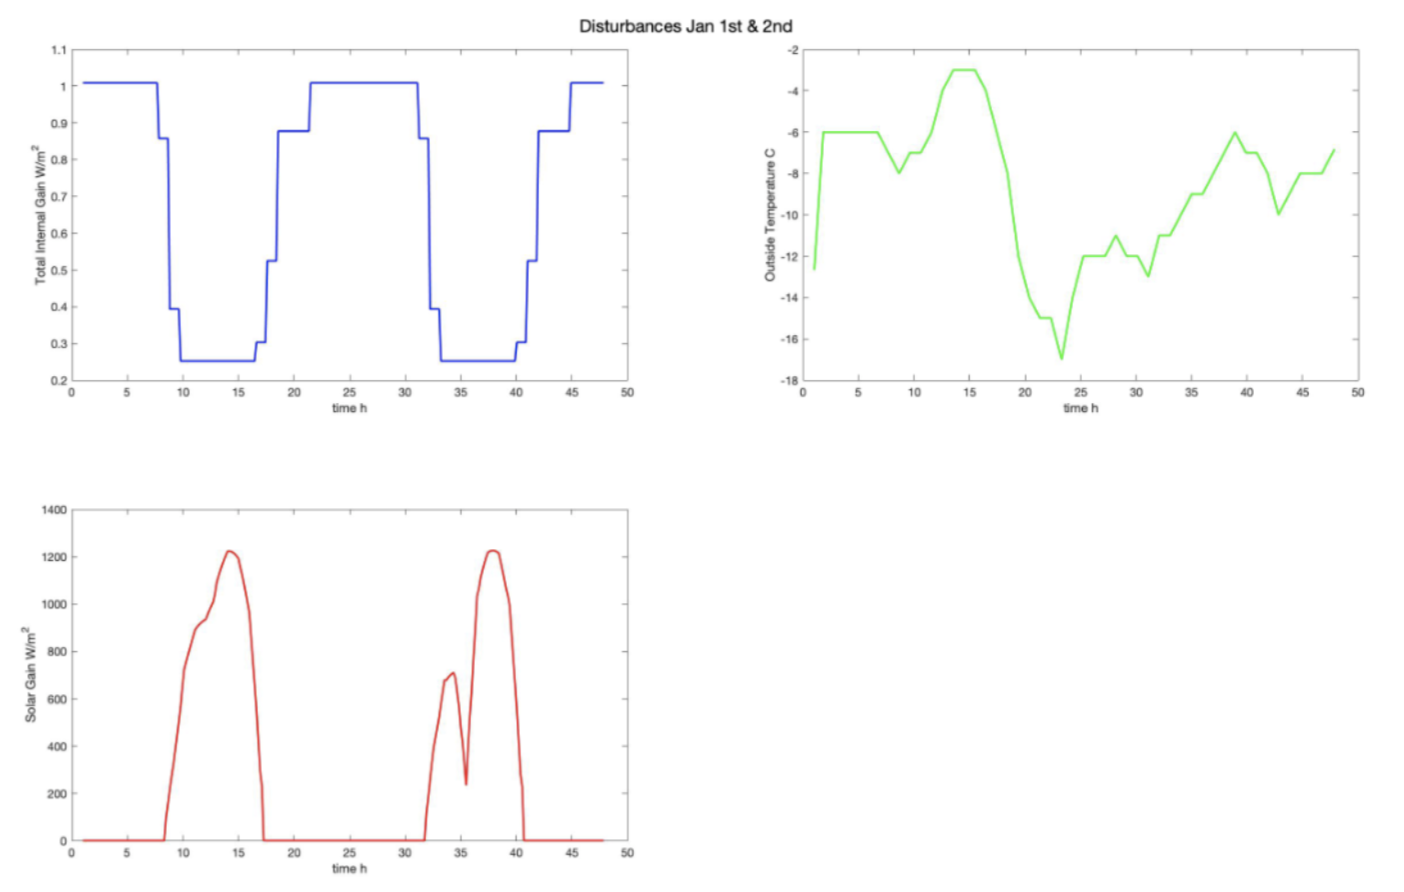 Disturbances Jan 1st & 2nd
1.1
1
0.9
0.8
0.7
0.6
0.5
0.4
0.3
0.2
Total Internal Gain W/m2
0 5 10 15 20 25 30 35 40 45 50
time h
-2
-4
-6
-8
-10
-12
-14
-16
-18
Outside Temperature C
0 5 10 15 20 25 30 35 40 45 50
time h
1400
1200
1000
800
600
400
200
0
Solar Gain W/m2
0 5 10 15 20 25 30 35 40 45 50
time h